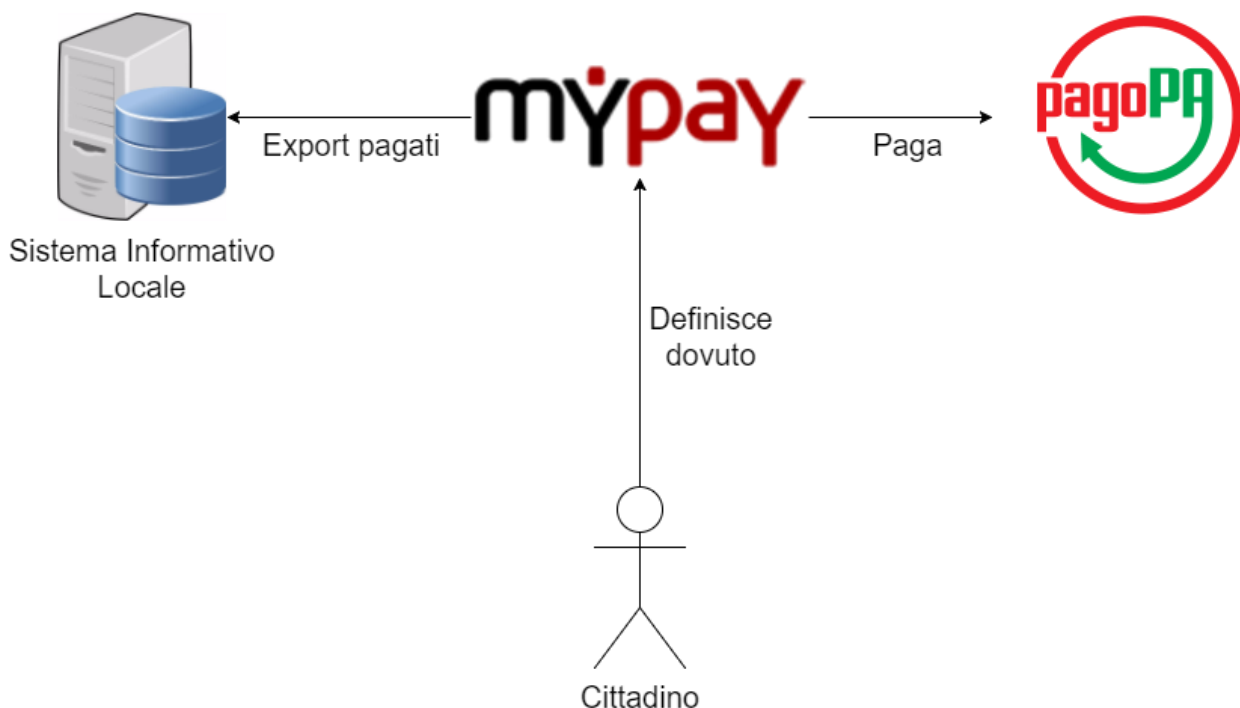 mypay
pagoPA
Export pagati
Paga
Sistema Informativo
Locale
Definisce
dovuto
Cittadino